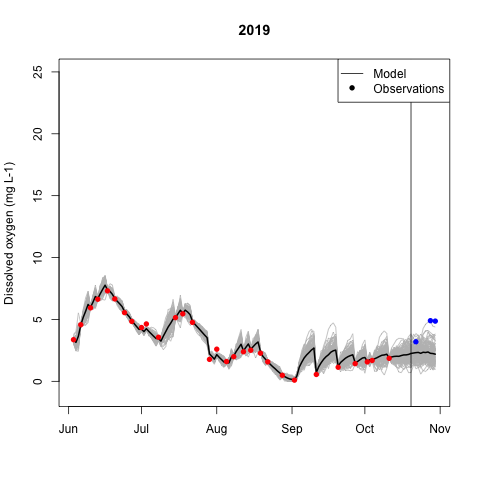 2019
Model
Observations
Dissolved oxygen (mg L-1)
25
20
15
10
5
0
Jun
Jul
Aug
Sep
Oct
Nov